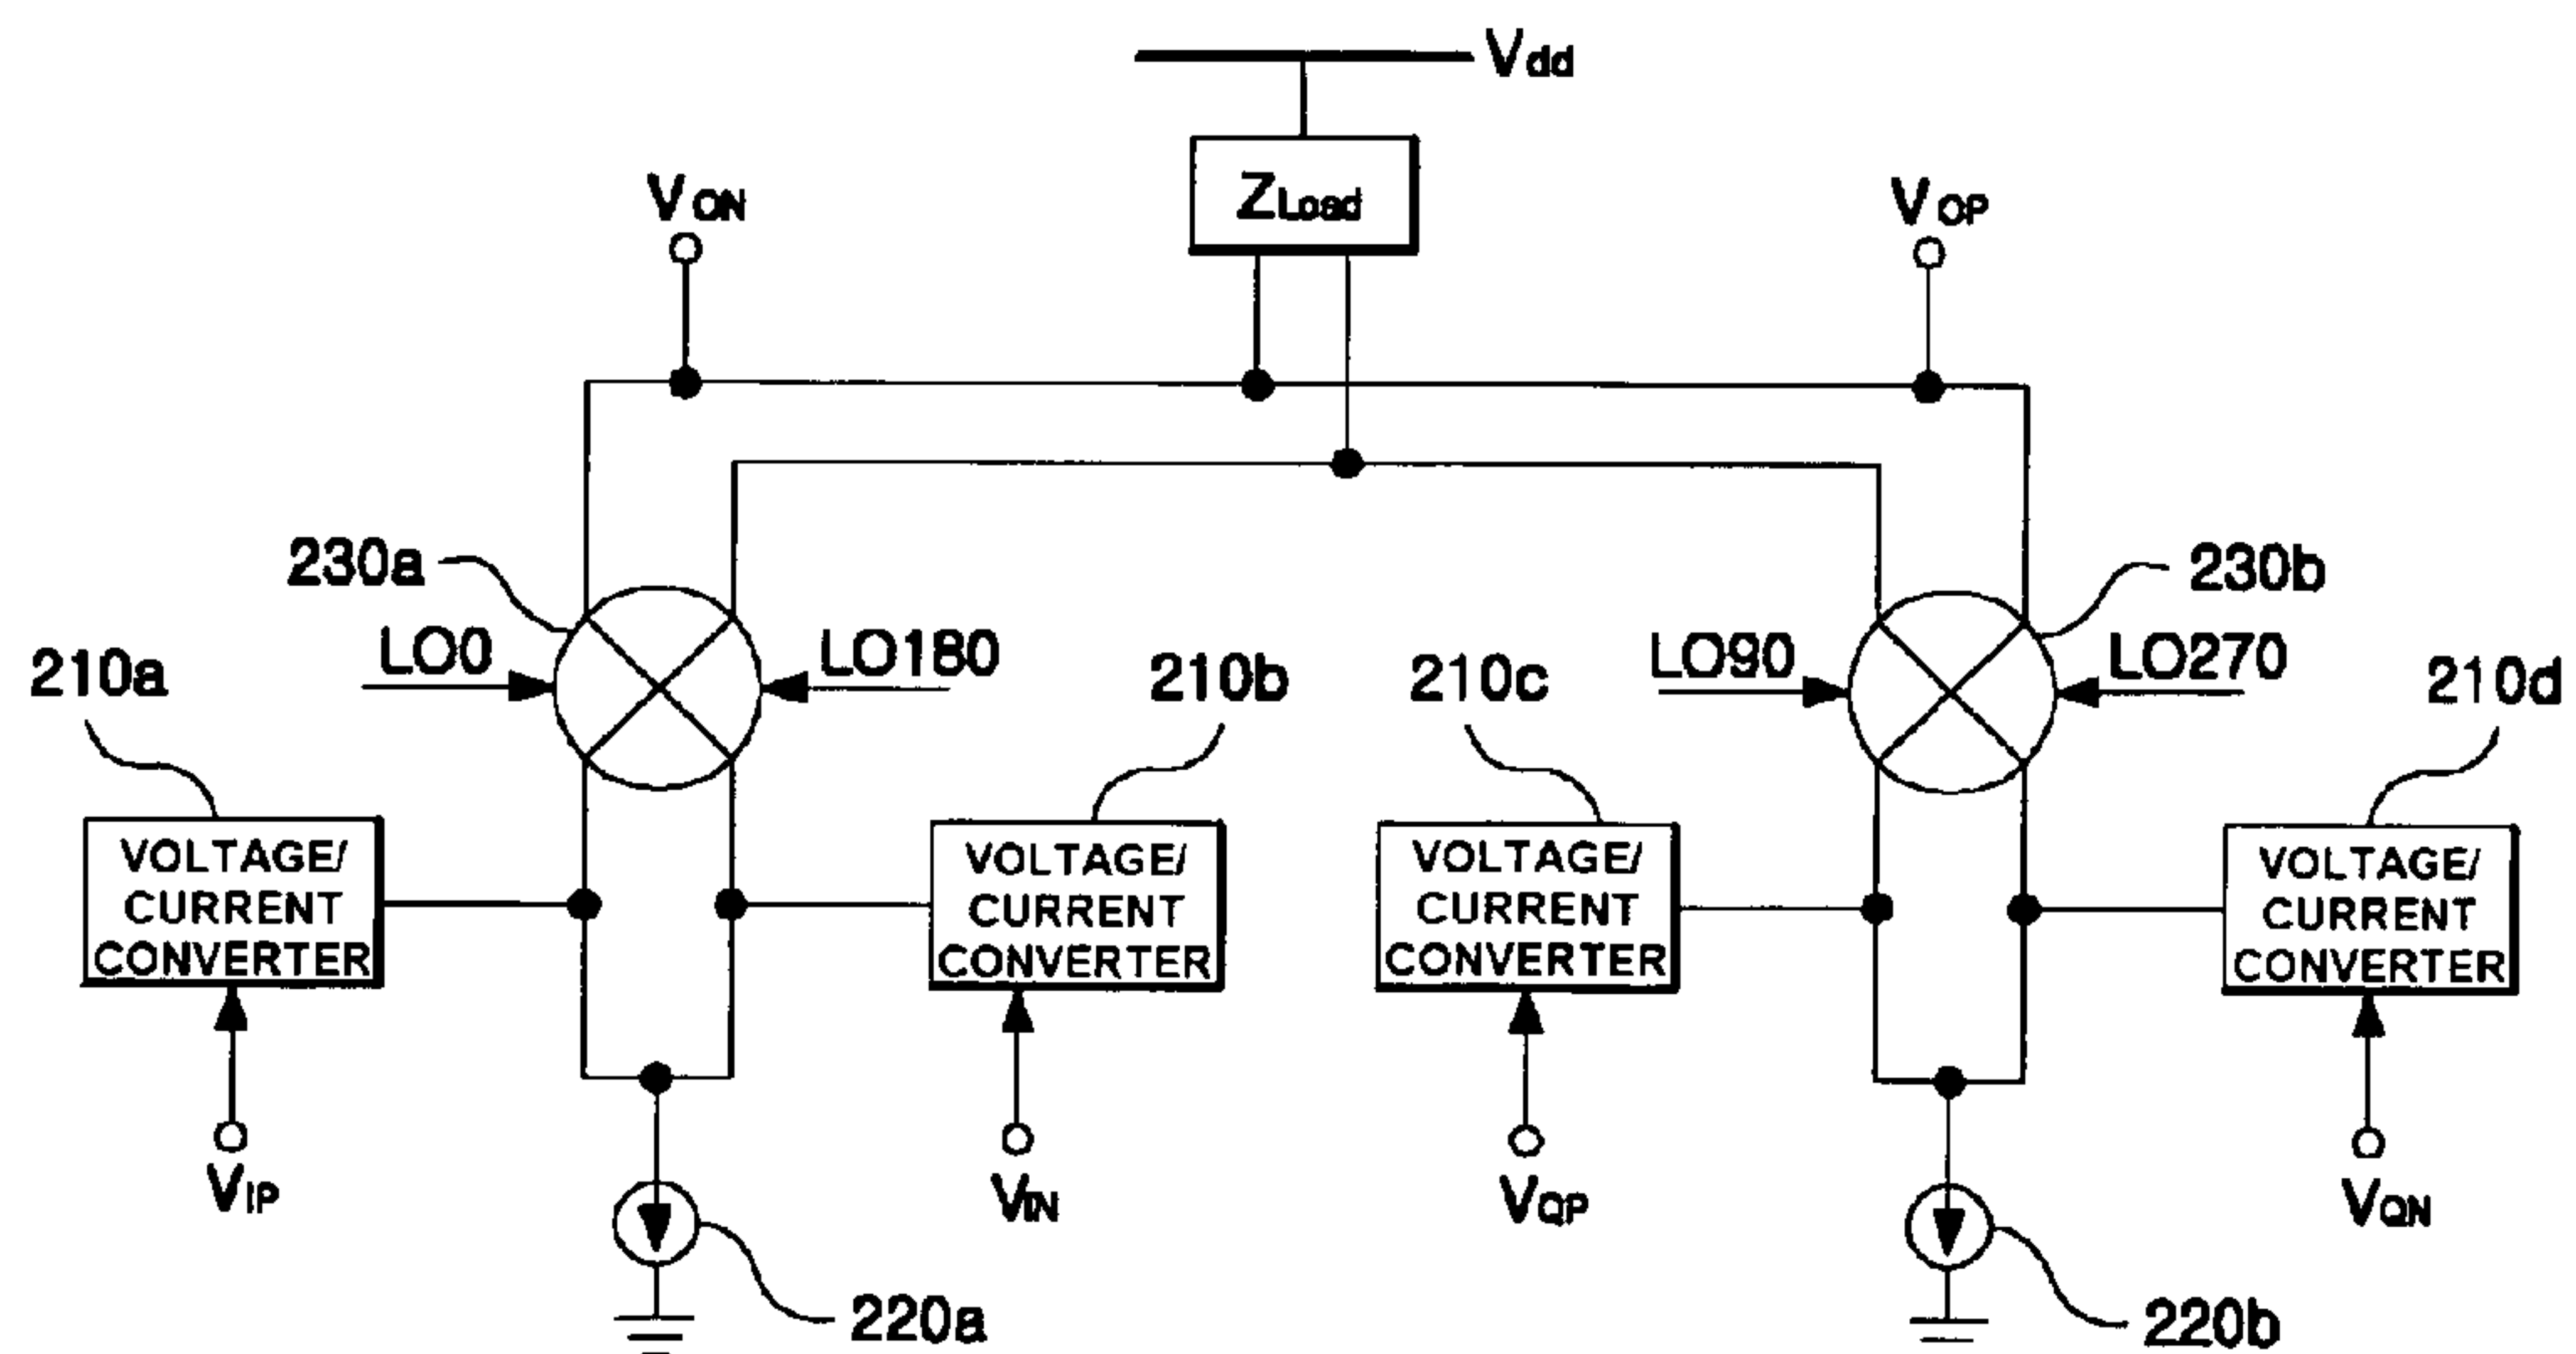 Vdd
ZLoad
VON
VOP
230a
230b
LO0
LO180
LO90
LO270
210a
210b
210c
210d
VOLTAGE/
CURRENT
CONVERTER
VOLTAGE/
CURRENT
CONVERTER
VOLTAGE/
CURRENT
CONVERTER
VOLTAGE/
CURRENT
CONVERTER
VIP
VIN
VQP
VQN
220a
220b